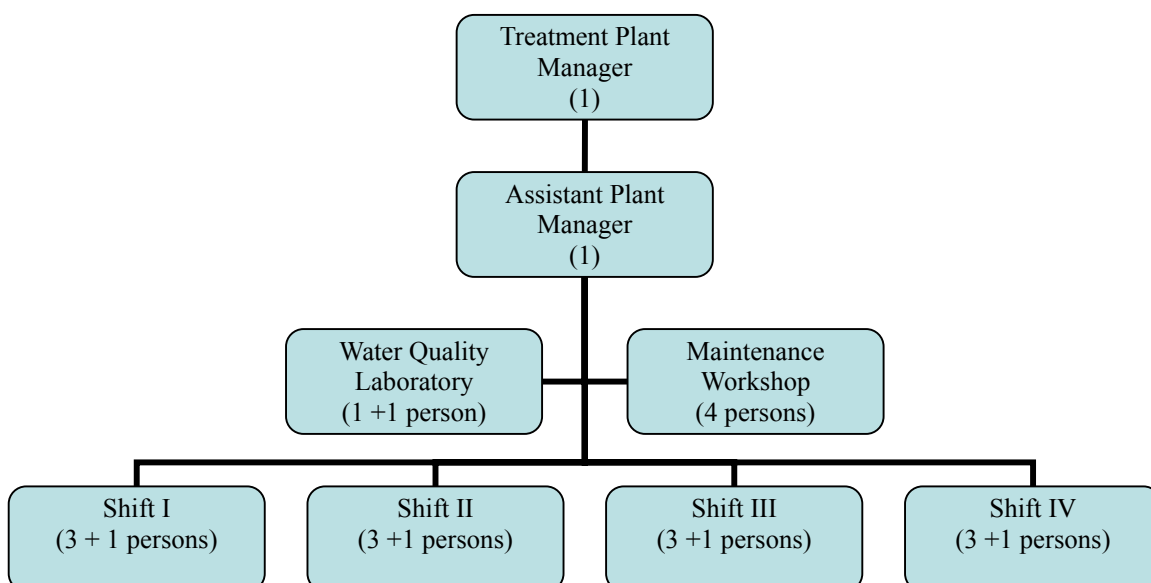 Treatment Plant
Manager
(1)
Assistant Plant
Manager
(1)
Water Quality
Laboratory
(1 +1 person)
Maintenance
Workshop
(4 persons)
Shift I
(3 + 1 persons)
Shift II
(3 +1 persons)
Shift III
(3 +1 persons)
Shift IV
(3 +1 persons)